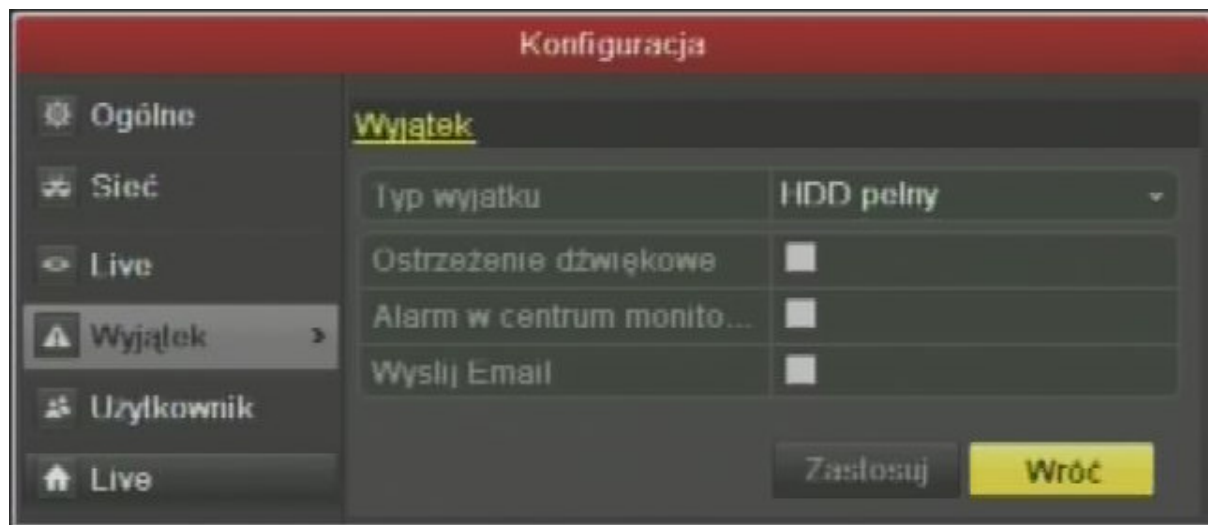 Konfiguracja
Ogólne
Sieć
Live
Wyjątek
Użytkownik
Live
Wyjątek
Typ wyjatku HDD pelny
Ostrzeżenie dźwiękowe
Alarm w centrum monito...
Wyslij Email
Zastosuj Wróć